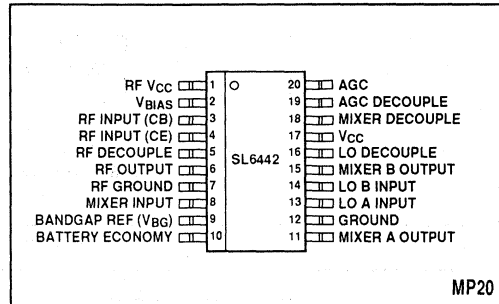 RF VCC 1 20 AGC
VBIAS 2 19 AGC DECOUPLE
RF INPUT (CB) 3 18 MIXER DECOUPLE
RF INPUT (CE) 4 17 VCC
RF DECOUPLE 5 16 LO DECOUPLE
SL6442
RF OUTPUT 6 15 MIXER B OUTPUT
RF GROUND 7 14 LO B INPUT
MIXER INPUT 8 13 LO A INPUT
BANDGAP REF (VBG) 9 12 GROUND
BATTERY ECONOMY 10 11 MIXER A OUTPUT
MP20